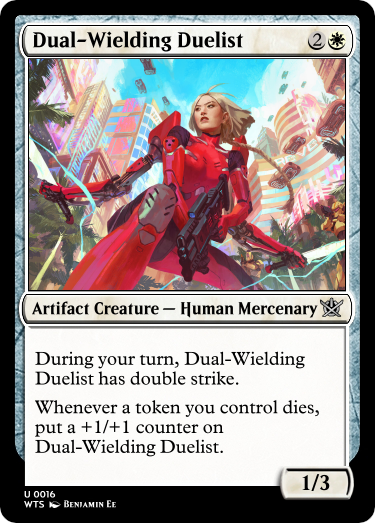 Dual-Wielding Duelist 2
Artifact Creature — Human Mercenary
During your turn, Dual-Wielding
Duelist has double strike.
Whenever a token you control dies,
put a +1/+1 counter on
Dual-Wielding Duelist.
1/3
U 0016
WTS Benjamin Ee